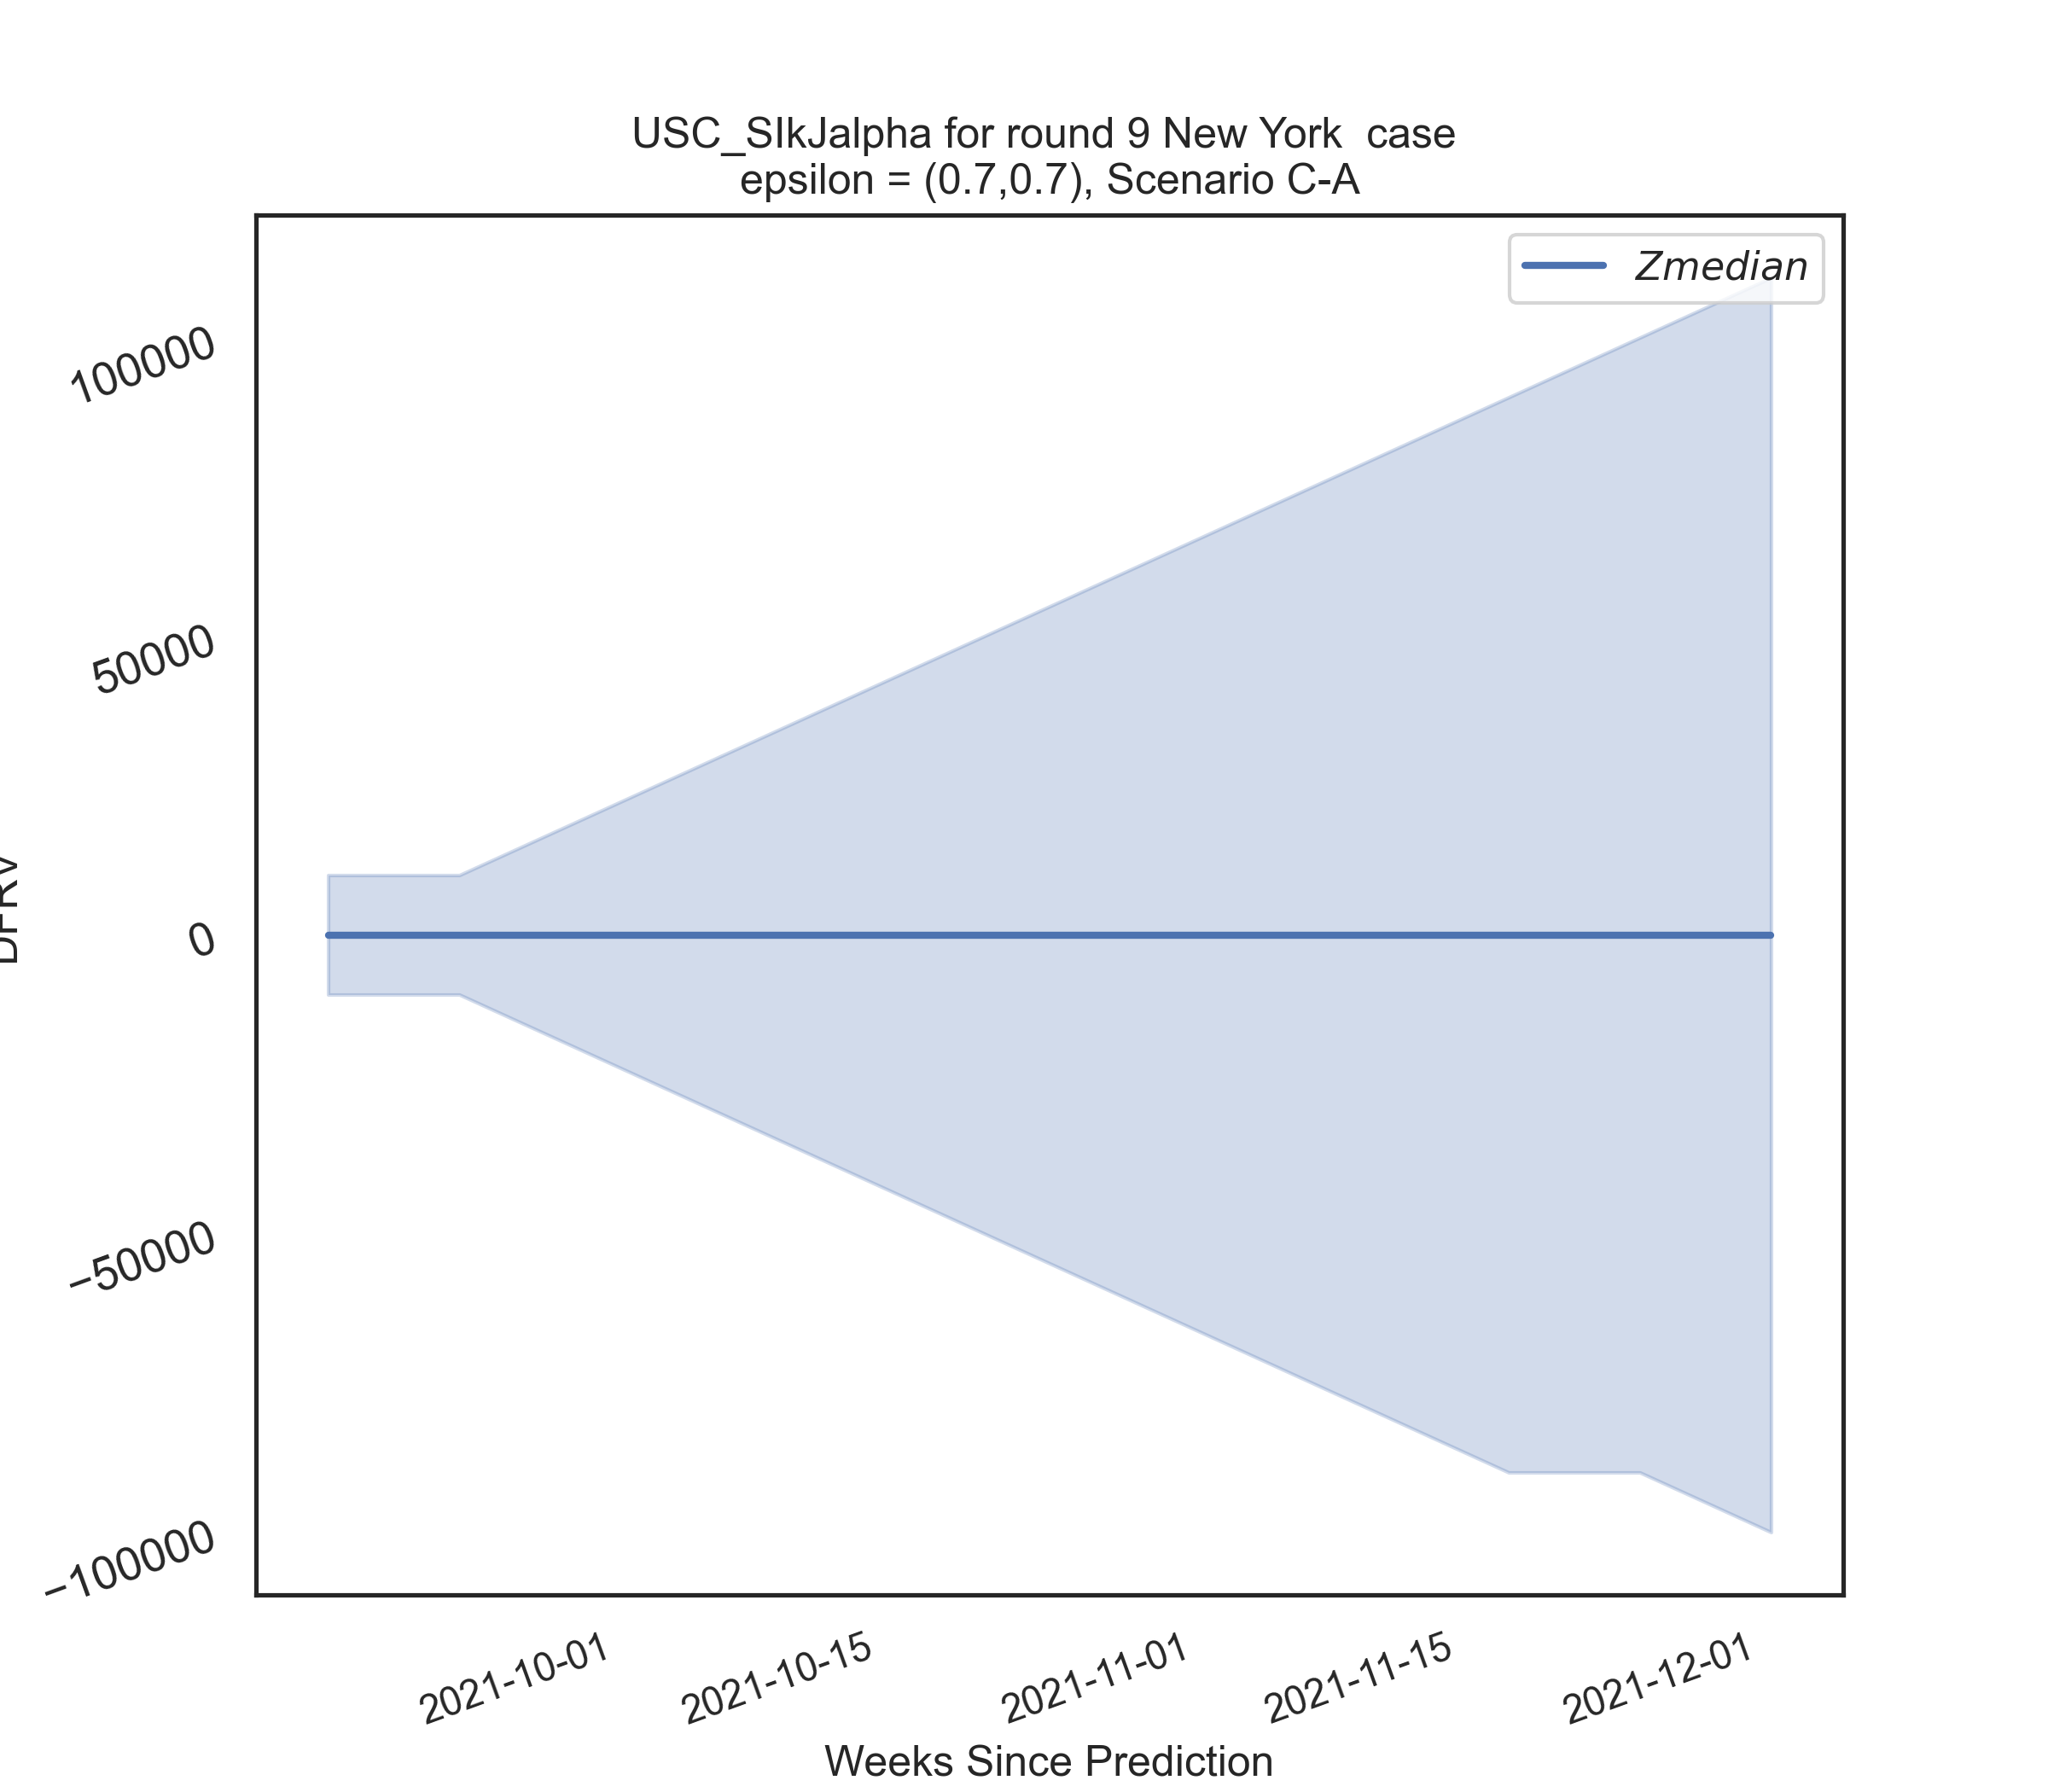 USC_SIkJalpha for round 9 New York  case
epsilon = (0.7,0.7), Scenario C-A
Zmedian
100000
50000
0
−50000
−100000
2021-10-01
2021-10-15
2021-11-01
2021-11-15
2021-12-01
Weeks Since Prediction